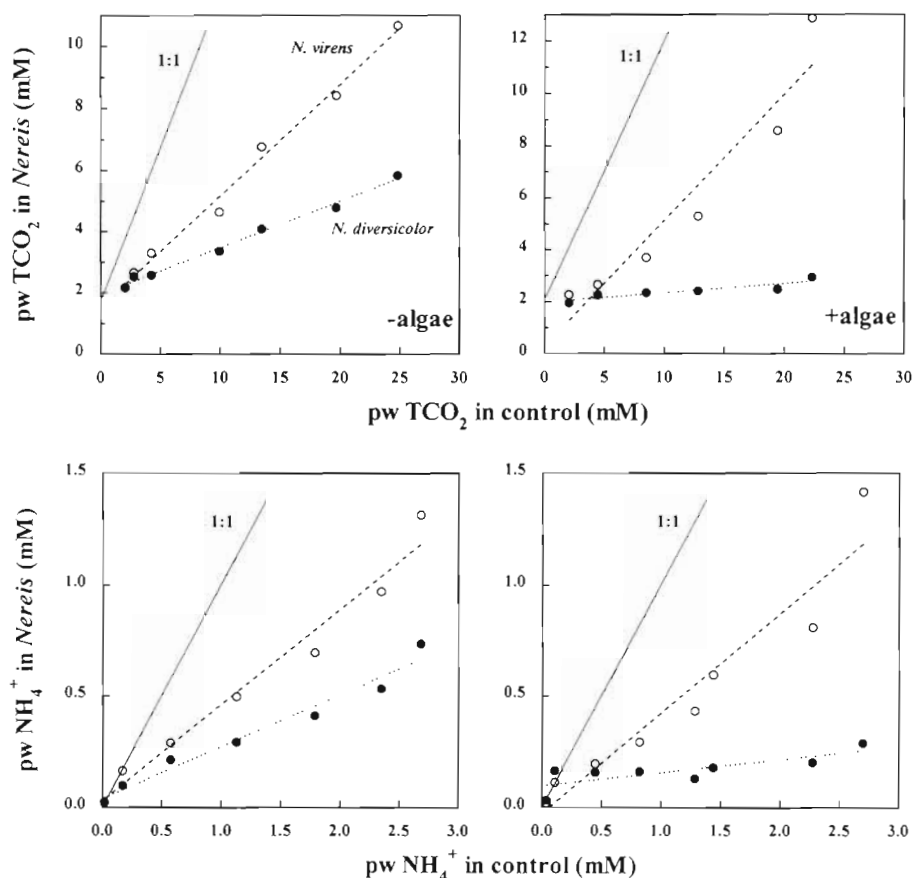 10
8
6
4
2
0
1:1
N. virens
N. diversicolor
-algae
0 5 10 15 20 25 30
pw TCO₂ in Nereis (mM)
12
10
8
6
4
2
0
1:1
+algae
0 5 10 15 20 25 30
pw TCO₂ in control (mM)
1.5
1.0
0.5
0.0
1:1
0.0 0.5 1.0 1.5 2.0 2.5 3.0
pw NH₄⁺ in Nereis (mM)
1.5
1.0
0.5
0.0
1:1
0.0 0.5 1.0 1.5 2.0 2.5 3.0
pw NH₄⁺ in control (mM)